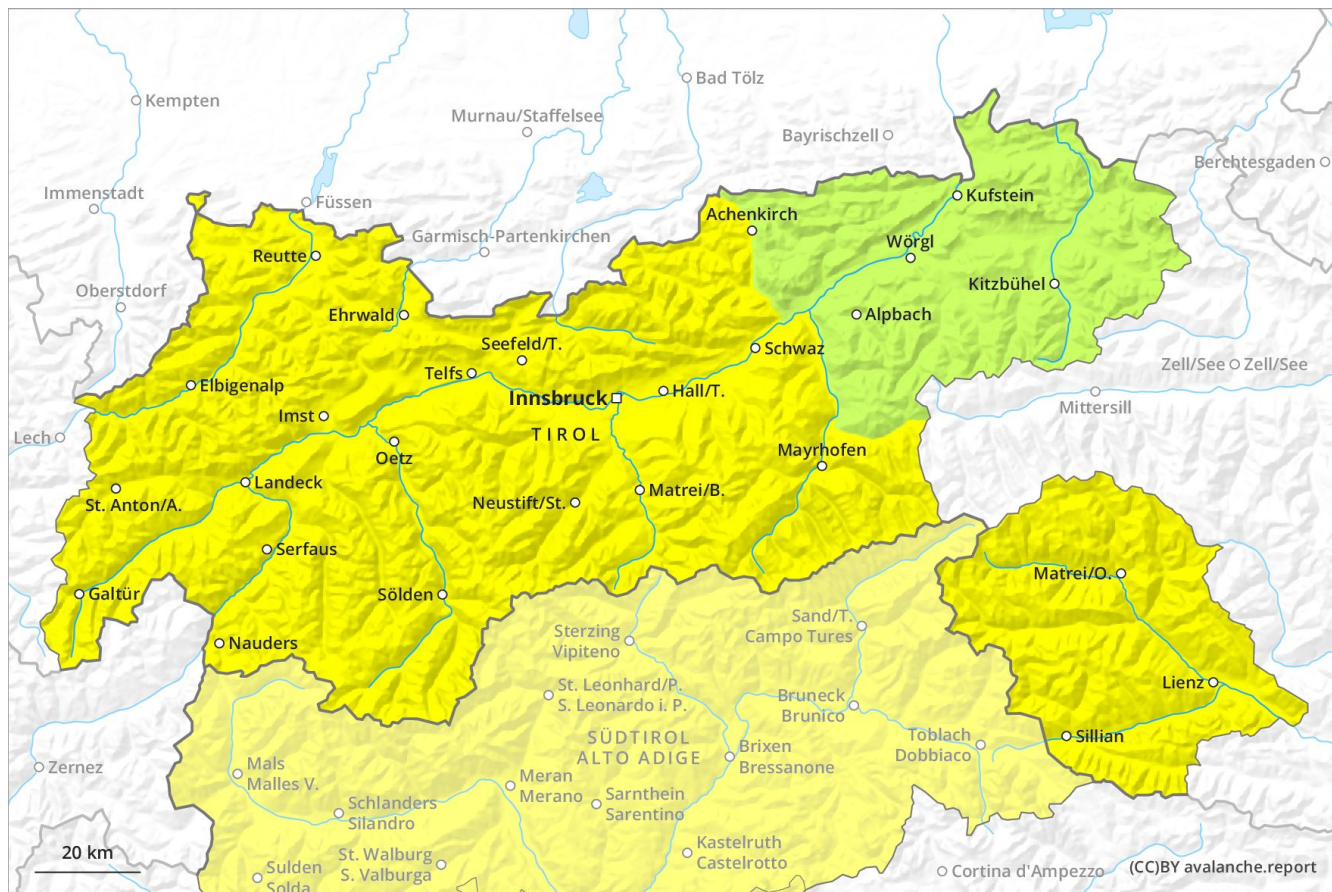 Kempten
Bad Tölz
Murnau/Staffelsee
Bayrischzell
Berchtesgaden
Immenstadt
Füssen
Kufstein
Achenkirch
Garmisch-Partenkirchen
Wörgl
Reutte
Kitzbühel
Oberstdorf
Ehrwald
Alpbach
Seefeld/T.
Schwaz
Zell/See
Zell/See
Telfs
Elbigenalp
Hall/T.
Innsbruck
Mittersill
Imst
TIROL
Lech
Mayrhofen
Oetz
Landeck
Matrei/B.
St. Anton/A.
Neustift/St.
Serfaus
Matrei/O.
Galtür
Sölden
Sand/T.
Campo Tures
Sterzing
Vipiteno
Nauders
Lienz
St. Leonhard/P.
S. Leonardo i. P.
Bruneck
Brunico
SÜDTIROL
ALTO ADIGE
Toblach
Dobbiaco
Sillian
Brixen
Bressanone
Zernez
Mals
Malles V.
Meran
Merano
Sarnthein
Sarentino
Schlanders
Silandro
Kastelruth
Castelrotto
20 km
St. Walburg
S. Valburga
Sulden
Solda
Cortina d'Ampezzo
(CC)BY avalanche.report